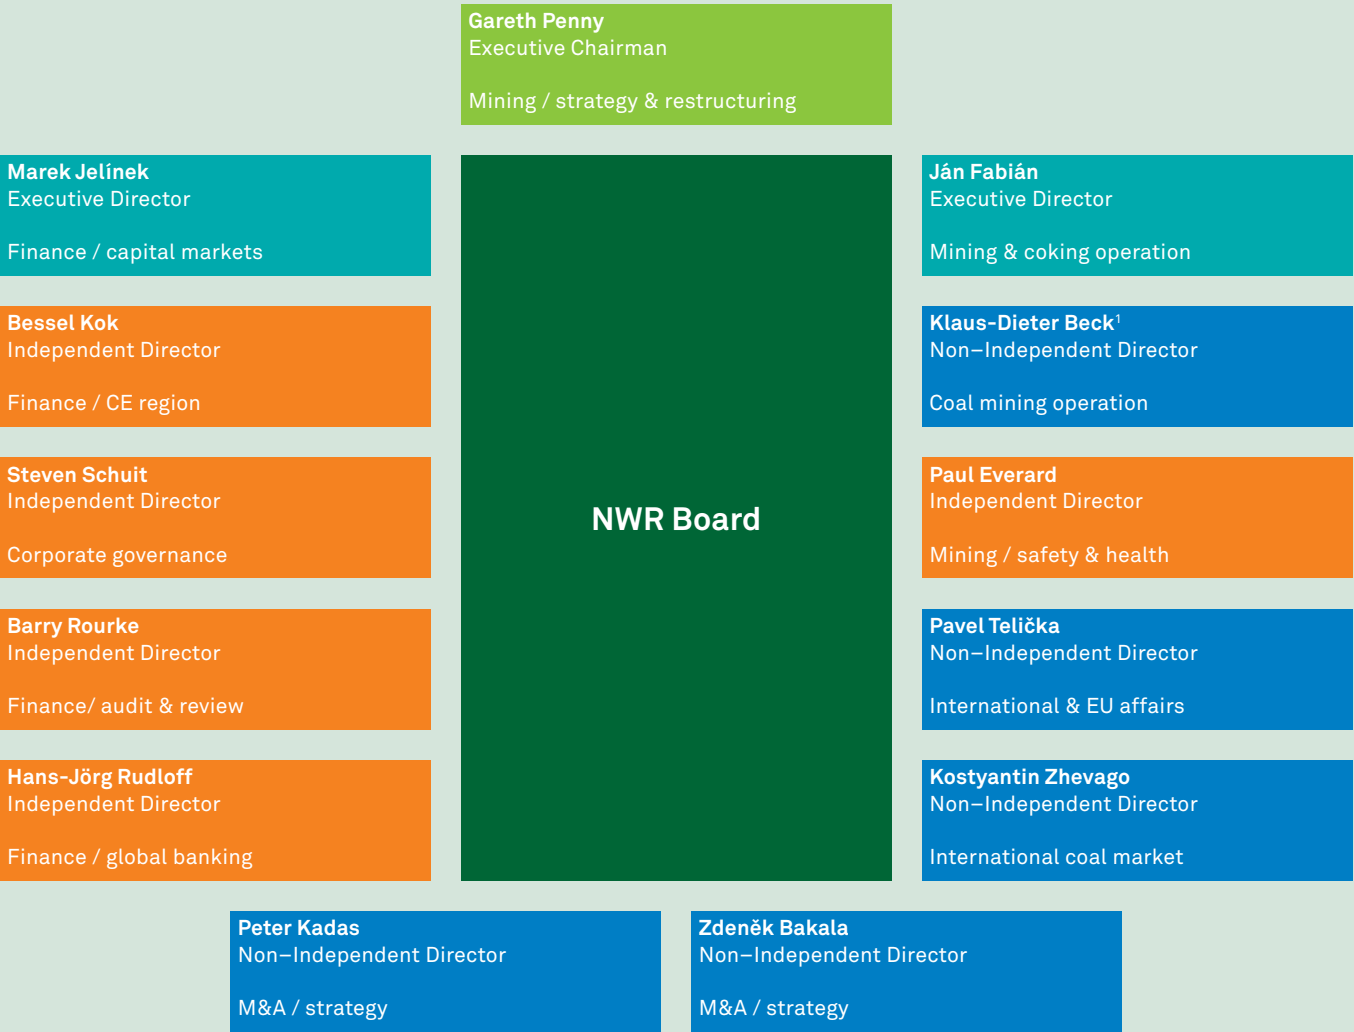 Gareth Penny
Executive Chairman
Mining / strategy & restructuring
Marek Jelínek
Executive Director
Finance / capital markets
Ján Fabián
Executive Director
Mining & coking operation
Bessel Kok
Independent Director
Finance / CE region
Klaus-Dieter Beck¹
Non–Independent Director
Coal mining operation
Steven Schuit
Independent Director
Corporate governance
NWR Board
Paul Everard
Independent Director
Mining / safety & health
Barry Rourke
Independent Director
Finance/ audit & review
Pavel Telička
Non–Independent Director
International & EU affairs
Hans-Jörg Rudloff
Independent Director
Finance / global banking
Kostyantin Zhevago
Non–Independent Director
International coal market
Peter Kadas
Non–Independent Director
M&A / strategy
Zdeněk Bakala
Non–Independent Director
M&A / strategy